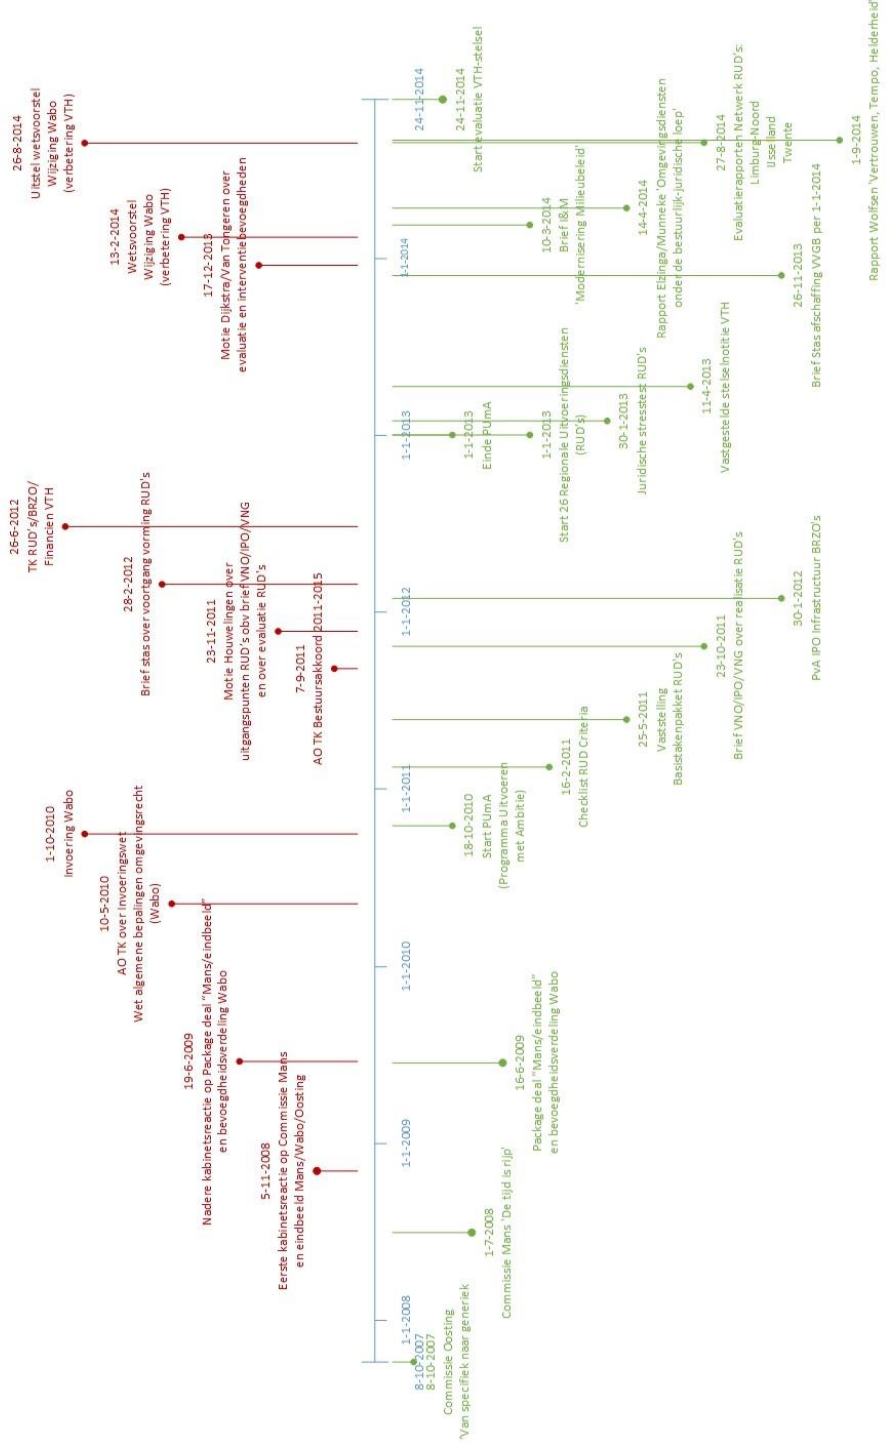 26-8-2014
Uitstel wetsvoorstel
Wijziging Wabo
(verbetering VTH)
13-2-2014
Wetsvoorstel
Wijziging Wabo
(verbetering VTH)
17-12-2013
Motie Dijkstra/Van Tongeren over
evaluatie en interventiebevoegdheden
26-6-2012
TK RUD's/BRZO/
Financien VTH
28-2-2012
Brief stas over voortgang vorming RUD's
23-11-2011
Motie Houwelingen over
uitgangspunten RUD's obv brief VNO/IPO/VNG
en over evaluatie RUD's
7-9-2011
AO TK Bestuursakkoord 2011-2015
1-10-2010
Invoering Wabo
10-5-2010
AO TK over Invoeringswet
Wet algemene bepalingen omgevingsrecht
(Wabo)
19-6-2009
Nadere kabinetsreactie op Package deal "Mans/eindbeeld"
en bevoegdheidsverdeling Wabo
5-11-2008
Eerste kabinetsreactie op Commissie Mans
en eindbeeld Mans/Wabo/Oosting
8-10-2007
1-1-2008
1-1-2009
1-1-2010
1-1-2011
1-1-2012
1-1-2013
1-1-2014
24-11-2014
8-10-2007
Commissie Oosting
'Van specifiek naar generiek
1-7-2008
Commissie Mans 'De tijd is rijp'
16-6-2009
Package deal "Mans/eindbeeld"
en bevoegdheidsverdeling Wabo
18-10-2010
Start PUmA
(Programma Uitvoeren
met Ambitie)
16-2-2011
Checklist RUD Criteria
25-5-2011
Vaststelling
Basistakenpakket RUD's
23-10-2011
Brief VNO/IPO/VNG over realisatie RUD's
30-1-2012
PvA IPO Infrastructuur BRZO's
1-1-2013
Einde PUmA
1-1-2013
Start 26 Regionale Uitvoeringsdiensten
(RUD's)
30-1-2013
Juridische stresstest RUD's
11-4-2013
Vastgestelde stelselnotitie VTH
26-11-2013
Brief Stas afschaffing VVGB per 1-1-2014
10-3-2014
Brief I&M
'Modernisering Milieubeleid'
14-4-2014
Rapport Elzinga/Munneke 'Omgevingsdiensten
onder de bestuurlijk-juridische loep'
27-8-2014
Evaluatierapporten Netwerk RUD's:
Limburg-Noord
IJsselland
Twente
1-9-2014
Rapport Wolfsen 'Vertrouwen, Tempo, Helderheid'
24-11-2014
Start evaluatie VTH-stelsel